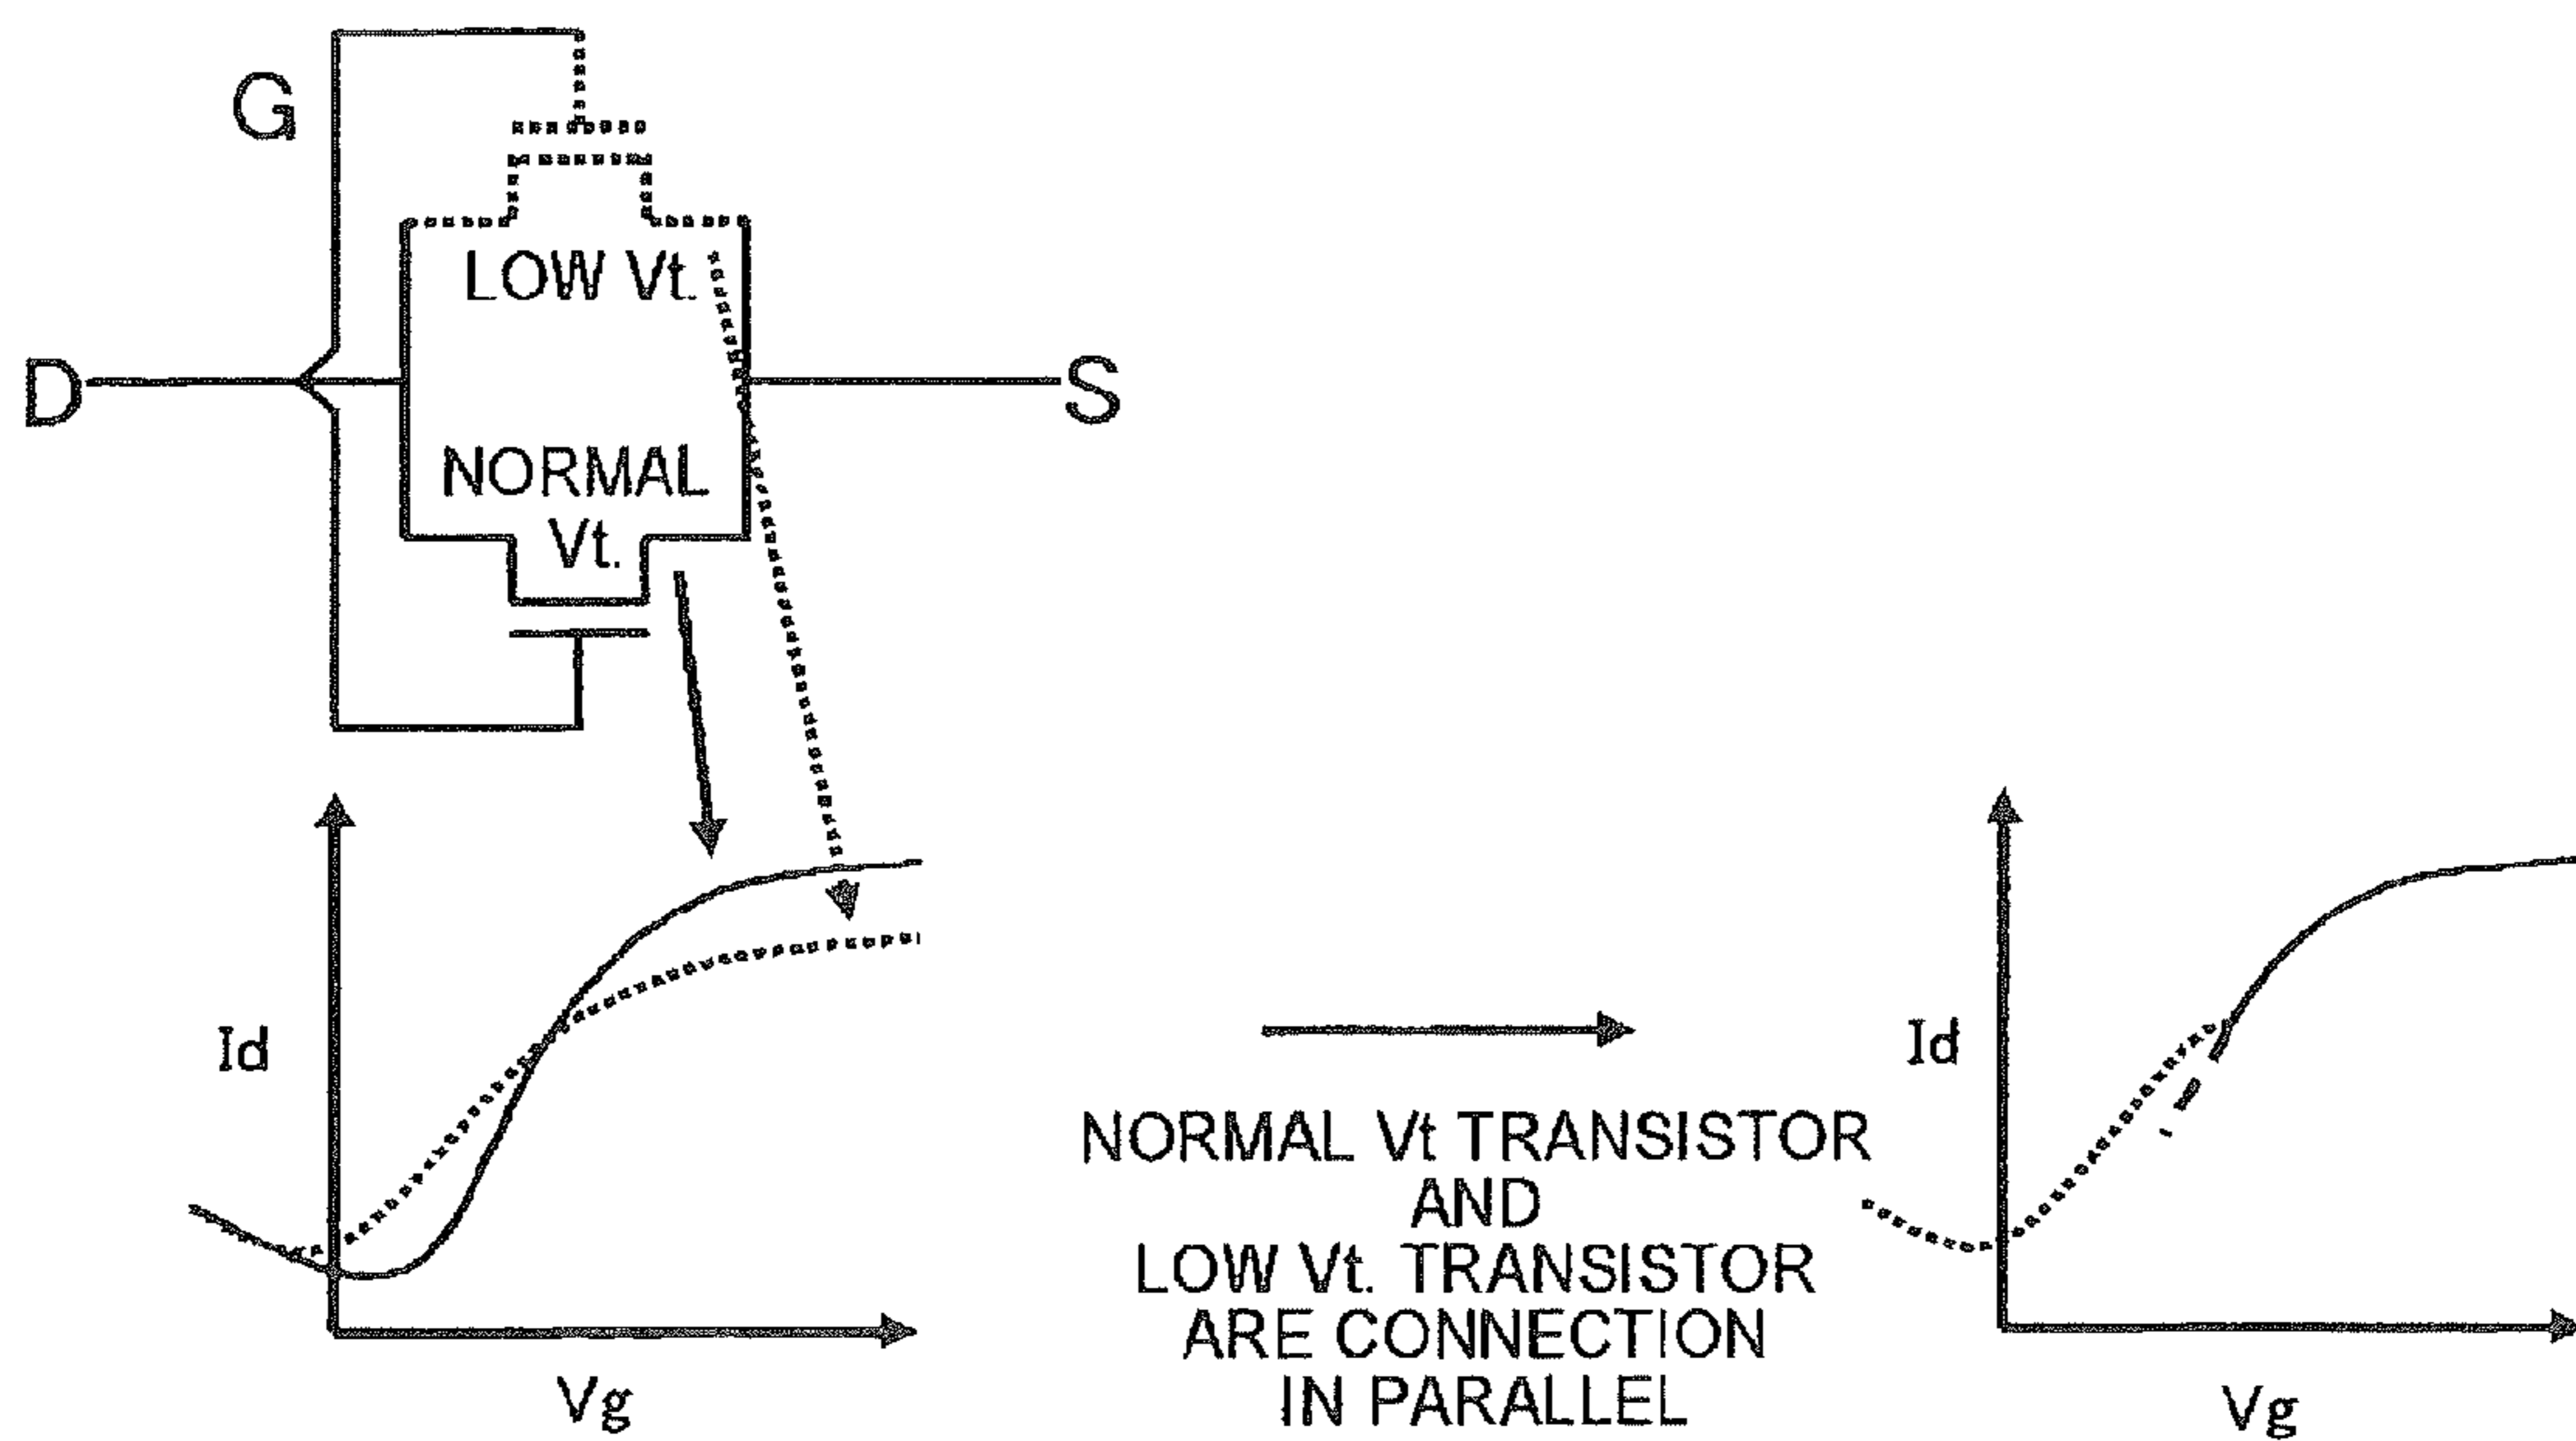 G
LOW Vt.
D
S
NORMAL
Vt.
Id
Vg
NORMAL Vt TRANSISTOR
AND
LOW Vt. TRANSISTOR
ARE CONNECTION
IN PARALLEL
Id
Vg